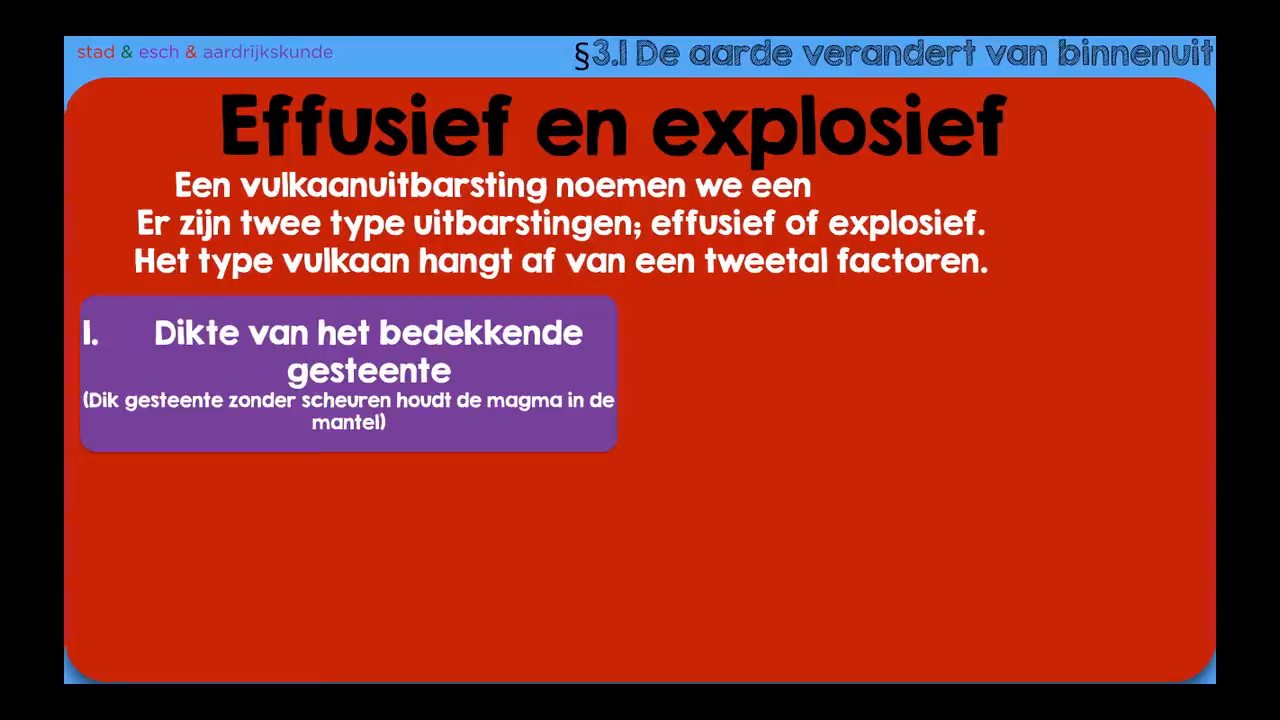 stad & esch & aardrijkskunde
§3.1 De aarde verandert van binnenuit
Effusief en explosief
Een vulkaanuitbarsting noemen we een
Er zijn twee type uitbarstingen; effusief of explosief.
Het type vulkaan hangt af van een tweetal factoren.
1. Dikte van het bedekkende
gesteente
(Dik gesteente zonder scheuren houdt de magma in de
mantel)